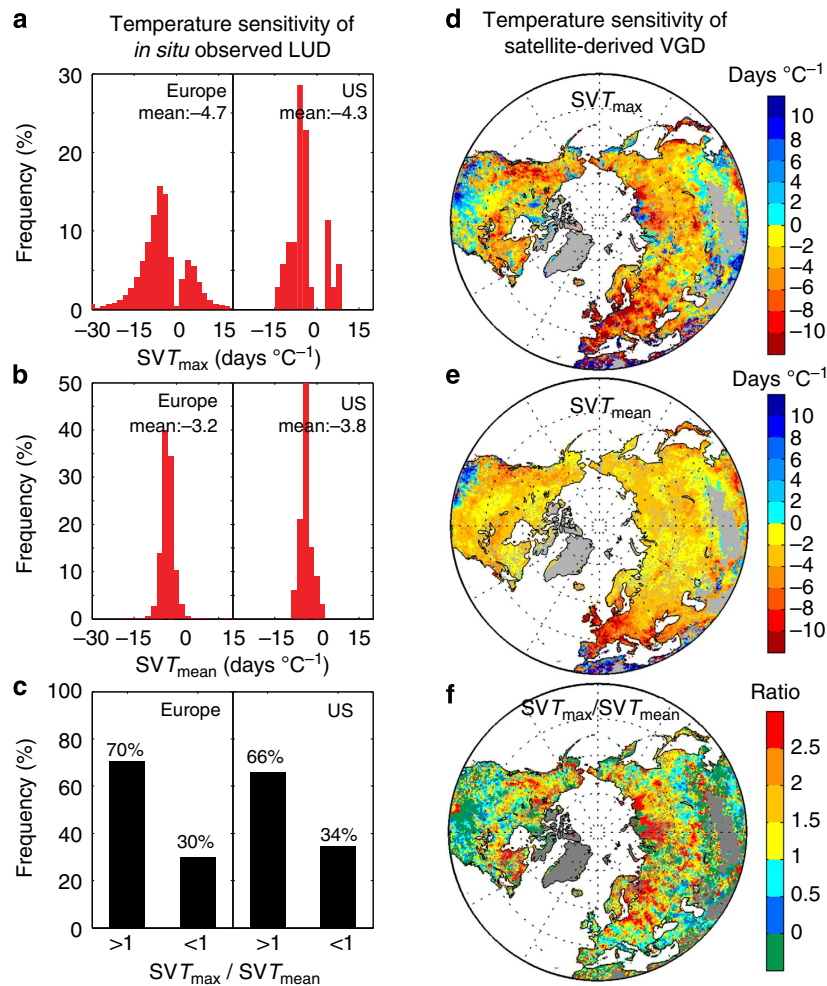 a
Temperature sensitivity of
in situ observed LUD
Europe
mean:–4.7
US
mean:–4.3
Frequency (%)
30
20
10
0
–30 –15 0 15 –15 0 15
SVTmax (days °C–1)
b
Europe
mean:–3.2
US
mean:–3.8
Frequency (%)
50
40
30
20
10
0
–30 –15 0 15 –15 0 15
SVTmean (days °C–1)
c
Europe
US
Frequency (%)
100
80
60
40
20
0
70%
30%
66%
34%
>1 <1 >1 <1
SVTmax / SVTmean
d
Temperature sensitivity of
satellite-derived VGD
Days °C–1
SVTmax
10
8
6
4
2
0
–2
–4
–6
–8
–10
e
Days °C–1
SVTmean
10
8
6
4
2
0
–2
–4
–6
–8
–10
f
Ratio
SVTmax/SVTmean
2.5
2
1.5
1
0.5
0